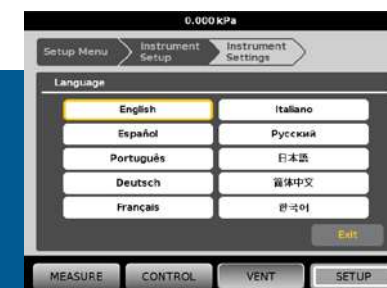 0.000 kPa
Setup Menu
Instrument Setup
Instrument Settings
Language
English
Italiano
Español
Русский
Português
日本語
Deutsch
简体中文
Français
한국어
Exit
MEASURE
CONTROL
VENT
SETUP